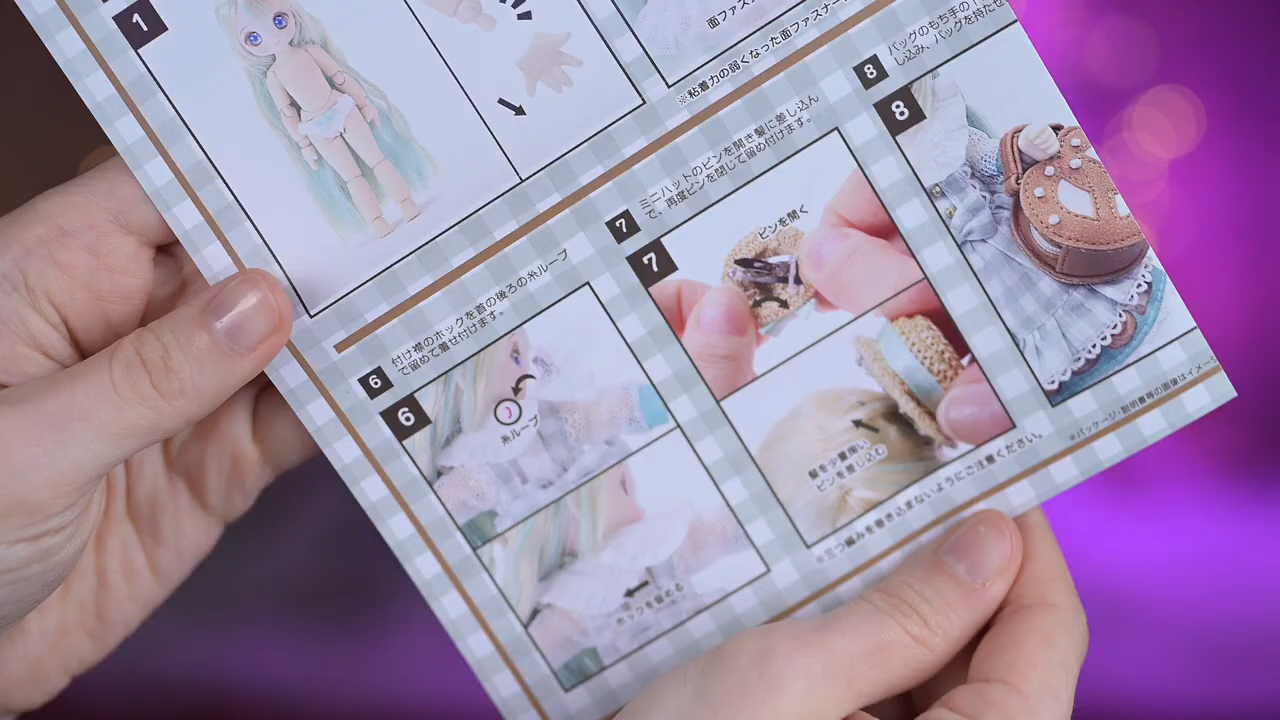 1
面ファス
※粘着力の弱くなった面ファスナー
6
付け襟のホックを首の後ろの糸ループ
で留めて着せ付けます。
6
糸ループ
ホックを留める
7
ミニハットのピンを開き髪に差し込ん
で、再度ピンを閉じて留め付けます。
7
ピンを開く
髪を少量掬い
ピンを差し込む
※三つ編みを巻き込まないようにご注意ください。
8
バッグのもち手の
し込み、バッグを持たせ
8
※パッケージ・説明書等の画像はイメー